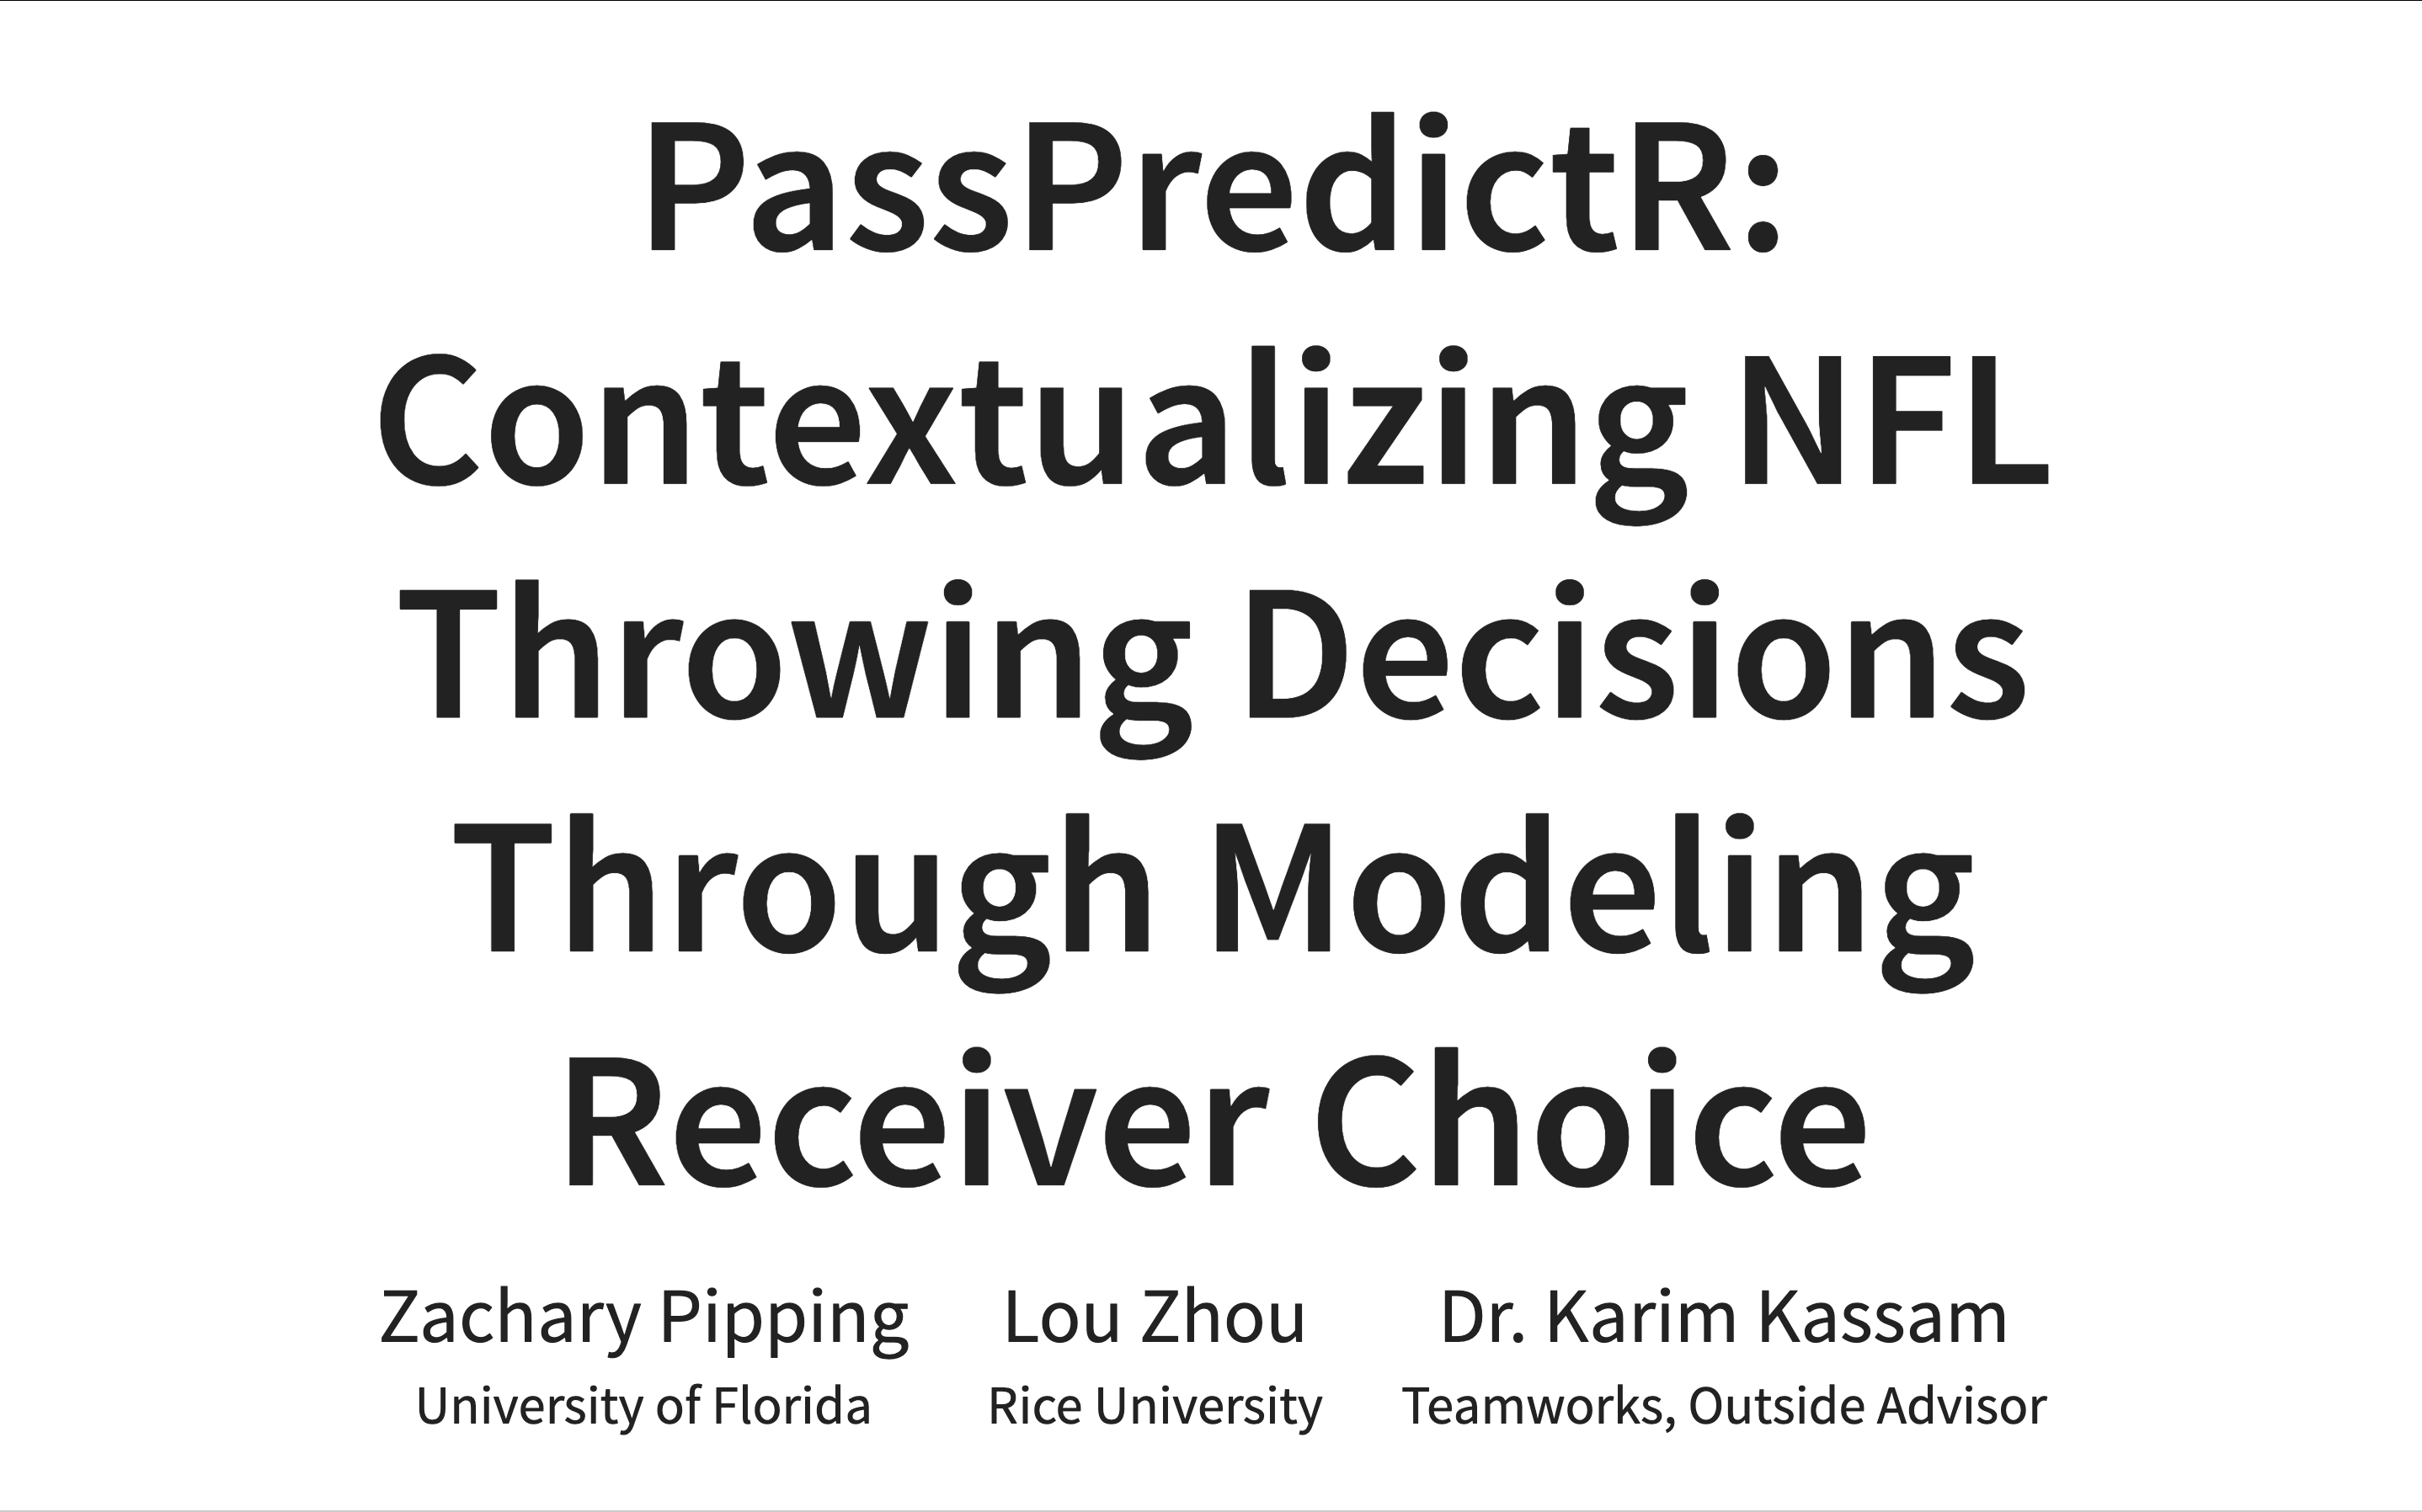 PassPredictR:
Contextualizing NFL
Throwing Decisions
Through Modeling
Receiver Choice
Zachary Pipping Lou Zhou Dr. Karim Kassam
University of Florida Rice University Teamworks, Outside Advisor